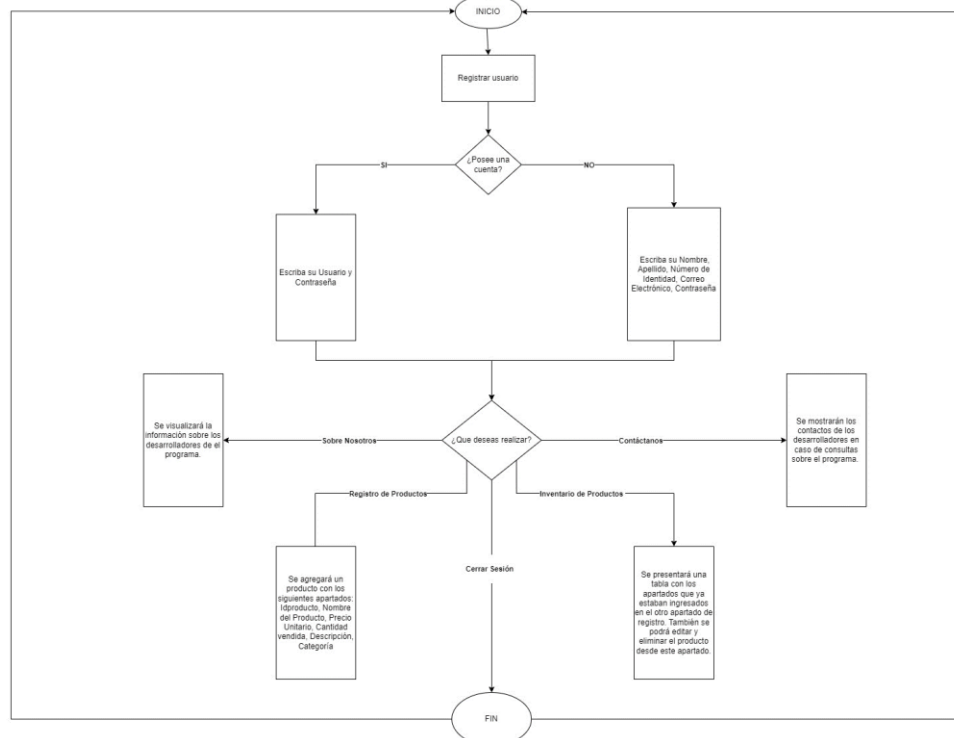 INICIO
Registrar usuario
¿Posee una
cuenta?
SI
NO
Escriba su Usuario y
Contraseña
Escriba su Nombre,
Apellido, Número de
Identidad, Correo
Electrónico, Contraseña
Se visualizará la
información sobre los
desarrolladores de el
programa.
Sobre Nosotros
¿Que deseas realizar?
Contáctanos
Se mostrarán los
contactos de los
desarrolladores en
caso de consultas
sobre el programa.
Registro de Productos
Inventario de Productos
Cerrar Sesión
Se agregará un
producto con los
siguientes apartados:
Idproducto, Nombre
del Producto, Precio
Unitario, Cantidad
vendida, Descripción,
Categoría
Se presentará una
tabla con los
apartados que ya
estaban ingresados
en el otro apartado de
registro. También se
podrá editar y
eliminar el producto
desde este apartado.
FIN